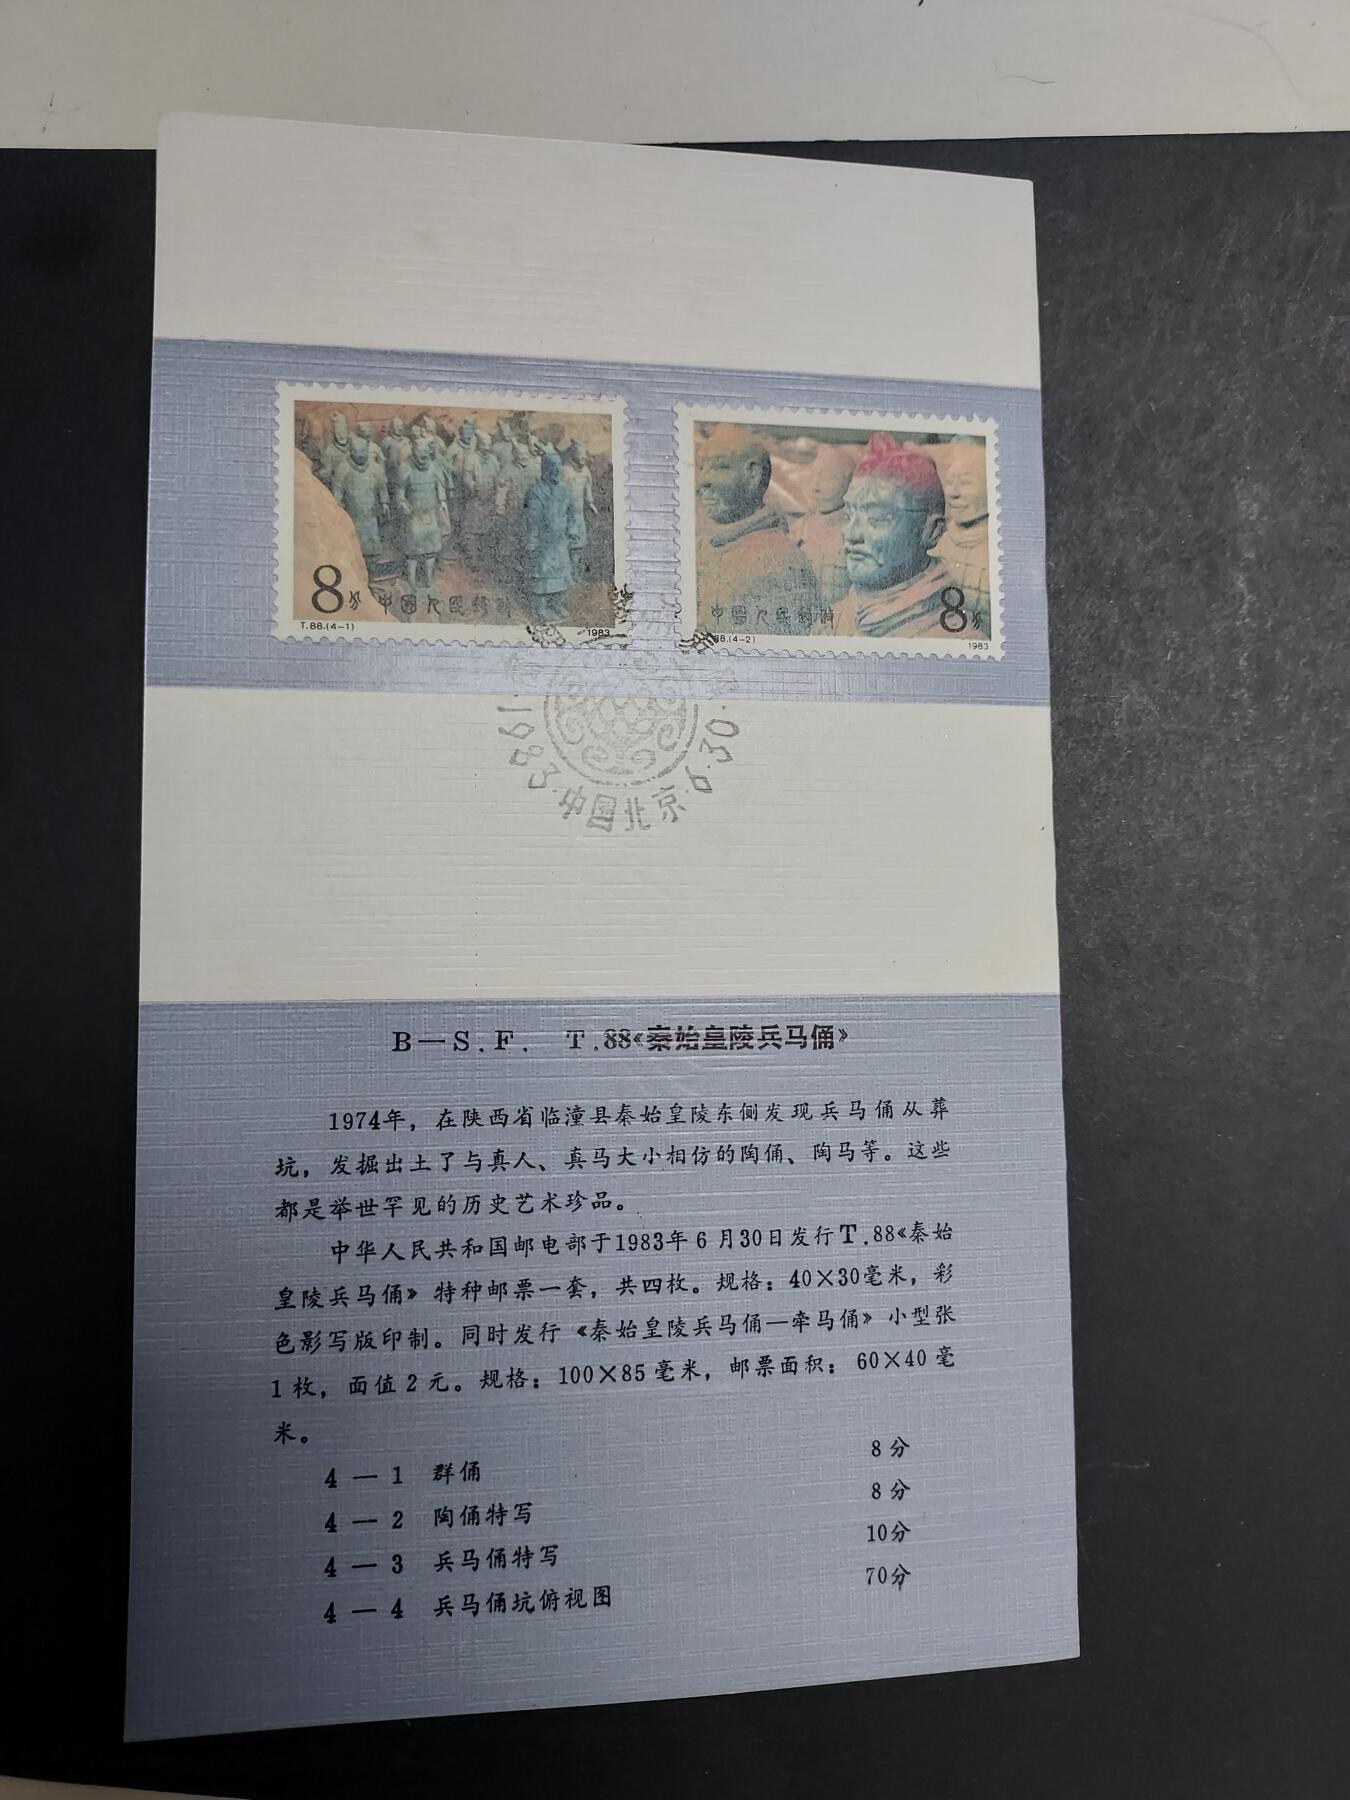 8分 中国人民邮政
T.88.(4-1) 1983
中国人民邮政 8分
88.(4-2) 1983
1983. 中国北京. 6.30
B—S.F. T.88《秦始皇陵兵马俑》
1974年，在陕西省临潼县秦始皇陵东侧发现兵马俑从葬
坑，发掘出土了与真人、真马大小相仿的陶俑、陶马等。这些
都是举世罕见的历史艺术珍品。
中华人民共和国邮电部于1983年6月30日发行T.88《秦始
皇陵兵马俑》特种邮票一套，共四枚。规格：40×30毫米，彩
色影写版印制。同时发行《秦始皇陵兵马俑—牵马俑》小型张
1枚，面值2元。规格：100×85毫米，邮票面积：60×40毫
米。
4—1 群俑 8分
4—2 陶俑特写 8分
4—3 兵马俑特写 10分
4—4 兵马俑坑俯视图 70分